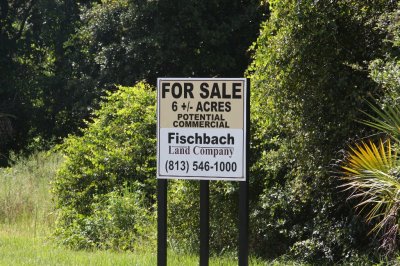 FOR SALE
6 +/- ACRES
POTENTIAL
COMMERCIAL
Fischbach
Land Company
(813) 546-1000